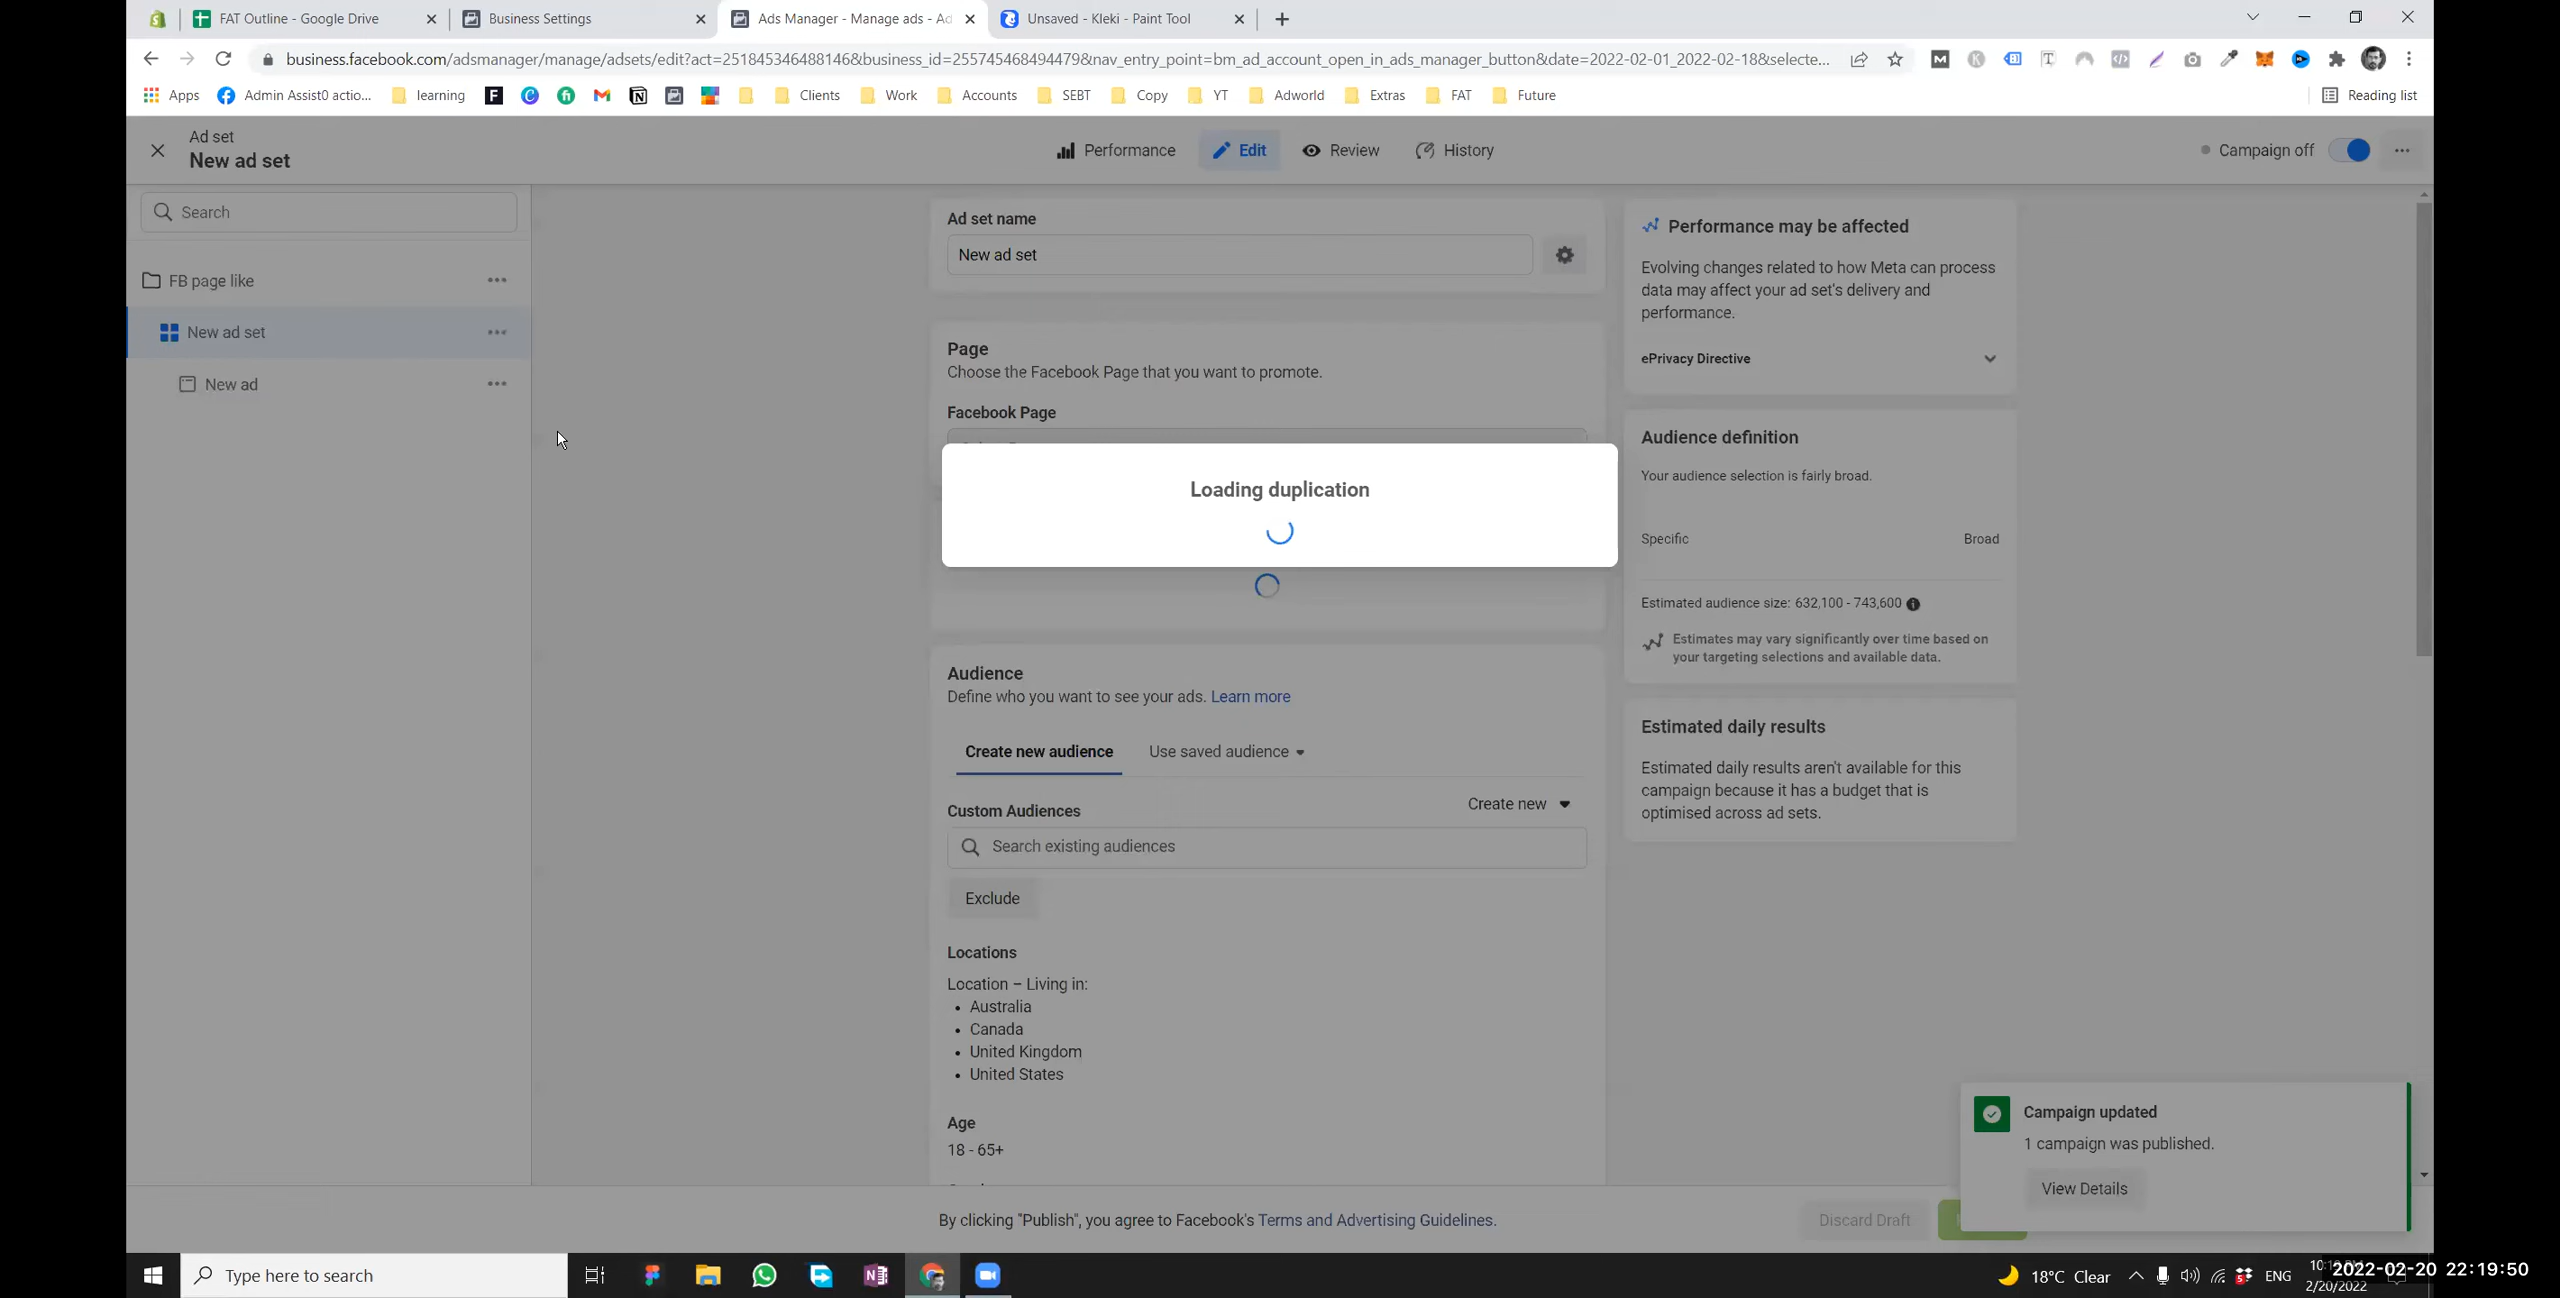 FAT Outline - Google Drive
Business Settings
Ads Manager - Manage ads - Ad
Unsaved - Kleki - Paint Tool
business.facebook.com/adsmanager/manage/adsets/edit?act=251845346488146&business_id=255745468494479&nav_entry_point=bm_ad_account_open_in_ads_manager_button&date=2022-02-01_2022-02-18&selecte...
Apps
Admin Assist0 actio...
learning
Clients
Work
Accounts
SEBT
Copy
YT
Adworld
Extras
FAT
Future
Reading list
Ad set
New ad set
Performance
Edit
Review
History
Campaign off
Search
FB page like
New ad set
New ad
Ad set name
New ad set
Page
Choose the Facebook Page that you want to promote.
Facebook Page
Loading duplication
Audience
Define who you want to see your ads. Learn more
Create new audience
Use saved audience
Custom Audiences
Create new
Search existing audiences
Exclude
Locations
Location – Living in:
• Australia
• Canada
• United Kingdom
• United States
Age
18 - 65+
Performance may be affected
Evolving changes related to how Meta can process
data may affect your ad set's delivery and
performance.
ePrivacy Directive
Audience definition
Your audience selection is fairly broad.
Specific
Broad
Estimated audience size: 632,100 - 743,600
Estimates may vary significantly over time based on
your targeting selections and available data.
Estimated daily results
Estimated daily results aren't available for this
campaign because it has a budget that is
optimised across ad sets.
Campaign updated
1 campaign was published.
View Details
By clicking "Publish", you agree to Facebook's Terms and Advertising Guidelines.
Discard Draft
Type here to search
18°C Clear
ENG
2022-02-20 22:19:50
2/20/2022